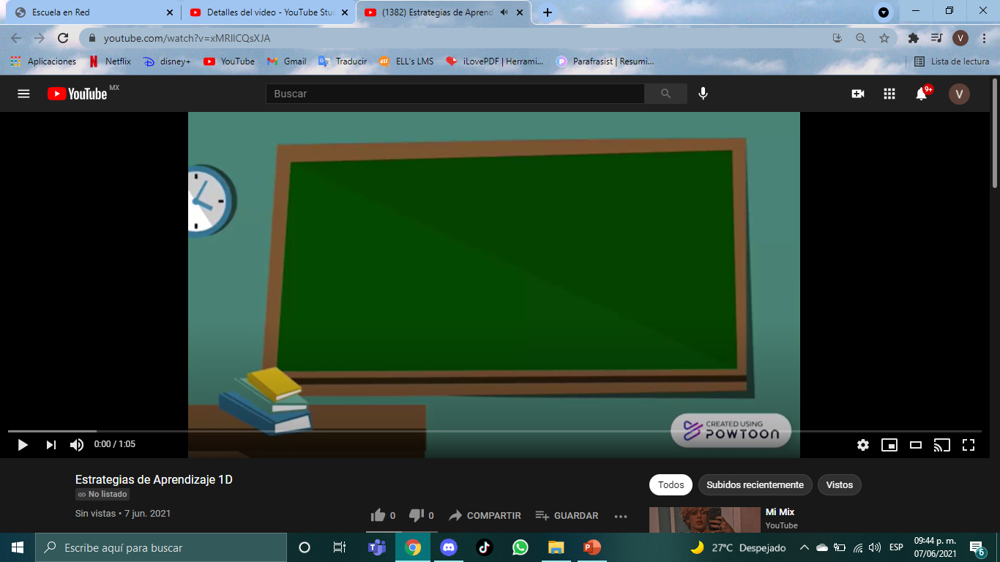 Escuela en Red
Detalles del video - YouTube Stu
(1382) Estrategias de Aprend
youtube.com/watch?v=xMRllCQsXJA
V
Aplicaciones
Netflix
disney+
YouTube
Gmail
Traducir
ELL's LMS
iLovePDF | Herrami...
Parafrasist | Resumi...
Lista de lectura
YouTube MX
Buscar
9+
V
CREATED USING
POWTOON
0:00 / 1:05
Estrategias de Aprendizaje 1D
No listado
Sin vistas • 7 jun. 2021
0
0
COMPARTIR
GUARDAR
Todos
Subidos recientemente
Vistos
Mi Mix
YouTube
Escribe aquí para buscar
27°C Despejado
ESP
09:44 p. m.
07/06/2021
6